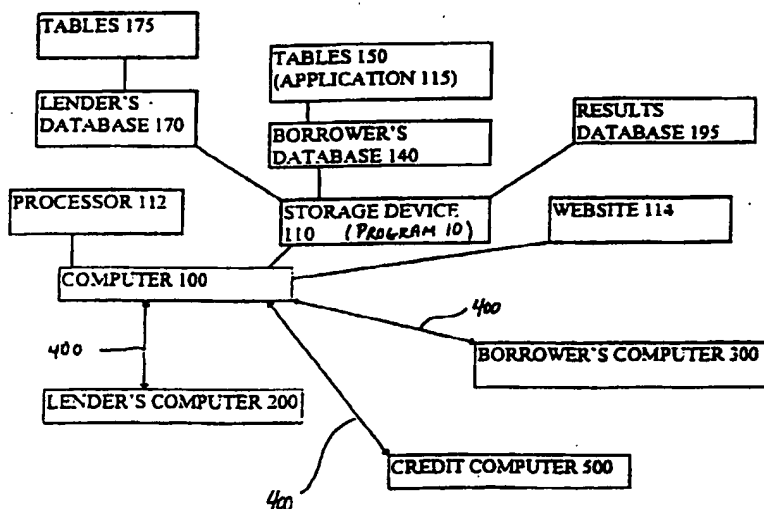 TABLES 175
TABLES 150
(APPLICATION 115)
LENDER'S
DATABASE 170
BORROWER'S
DATABASE 140
RESULTS
DATABASE 195
PROCESSOR 112
STORAGE DEVICE
110 (PROGRAM 10)
WEBSITE 114
COMPUTER 100
400
400
BORROWER'S COMPUTER 300
LENDER'S COMPUTER 200
400
CREDIT COMPUTER 500